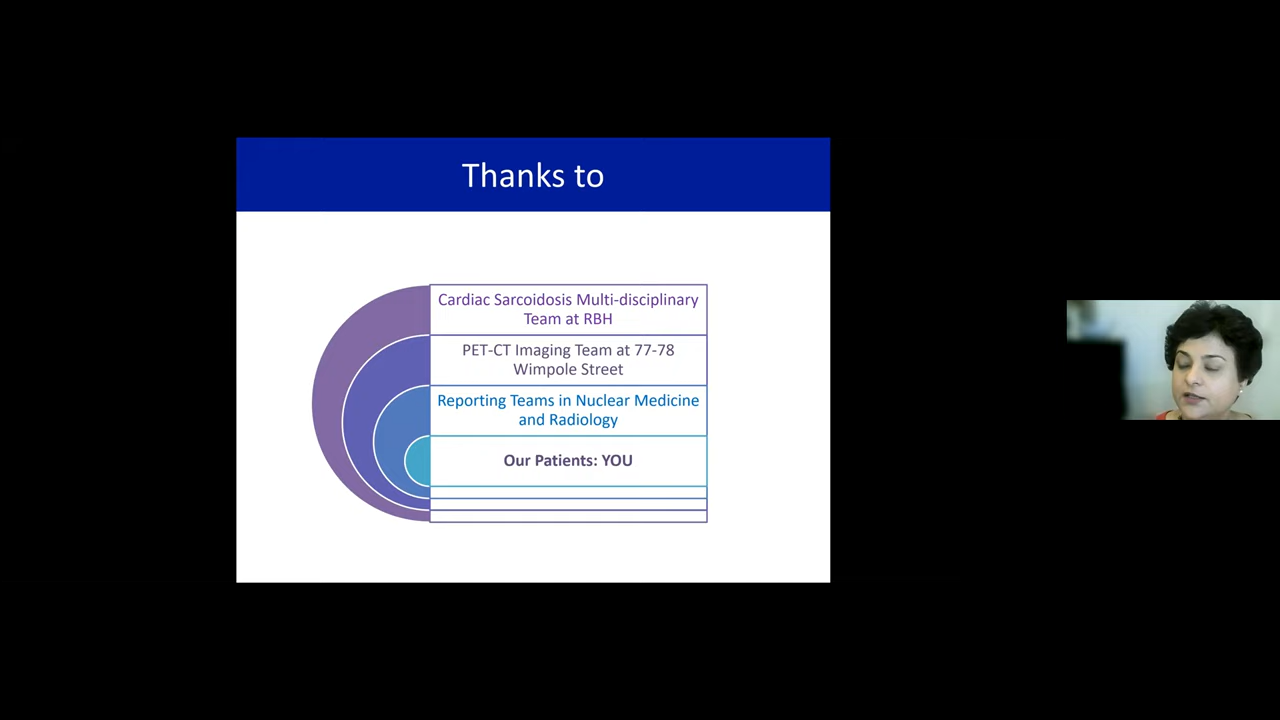 Thanks to
Cardiac Sarcoidosis Multi-disciplinary
Team at RBH
PET-CT Imaging Team at 77-78
Wimpole Street
Reporting Teams in Nuclear Medicine
and Radiology
Our Patients: YOU